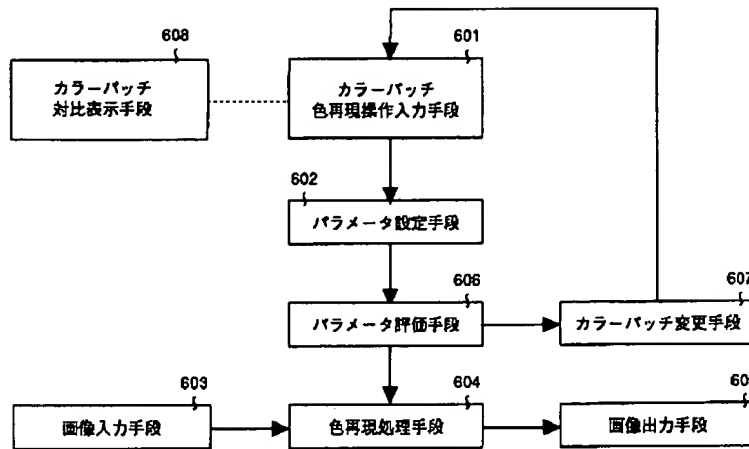 608
601
カラーパッチ
対比表示手段
カラーパッチ
色再現操作入力手段
602
パラメータ設定手段
606
607
パラメータ評価手段
カラーパッチ変更手段
603
604
画像入力手段
色再現処理手段
画像出力手段